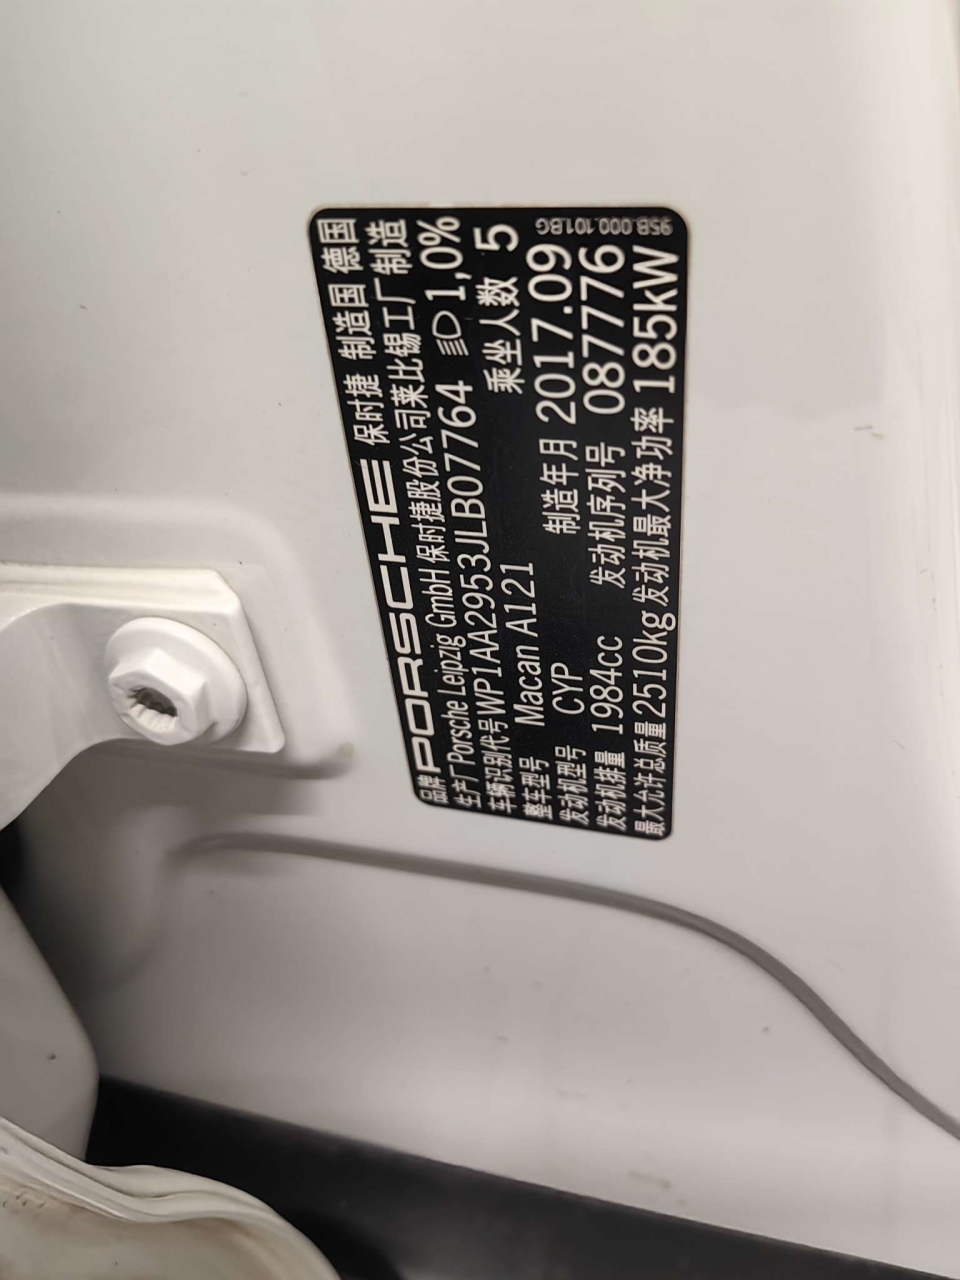 品牌 PORSCHE 保时捷 制造国 德国
生产厂 Porsche Leipzig GmbH 保时捷股份公司莱比锡工厂制造
车辆识别代号 WP1AA2953JLB07764 1,0%
整车型号 Macan A121 乘坐人数 5
发动机型号 CYP 制造年月 2017.09
发动机排量 1984cc 发动机序列号 087776
最大允许总质量 2510kg 发动机最大净功率 185kW
95B.000.101.BG